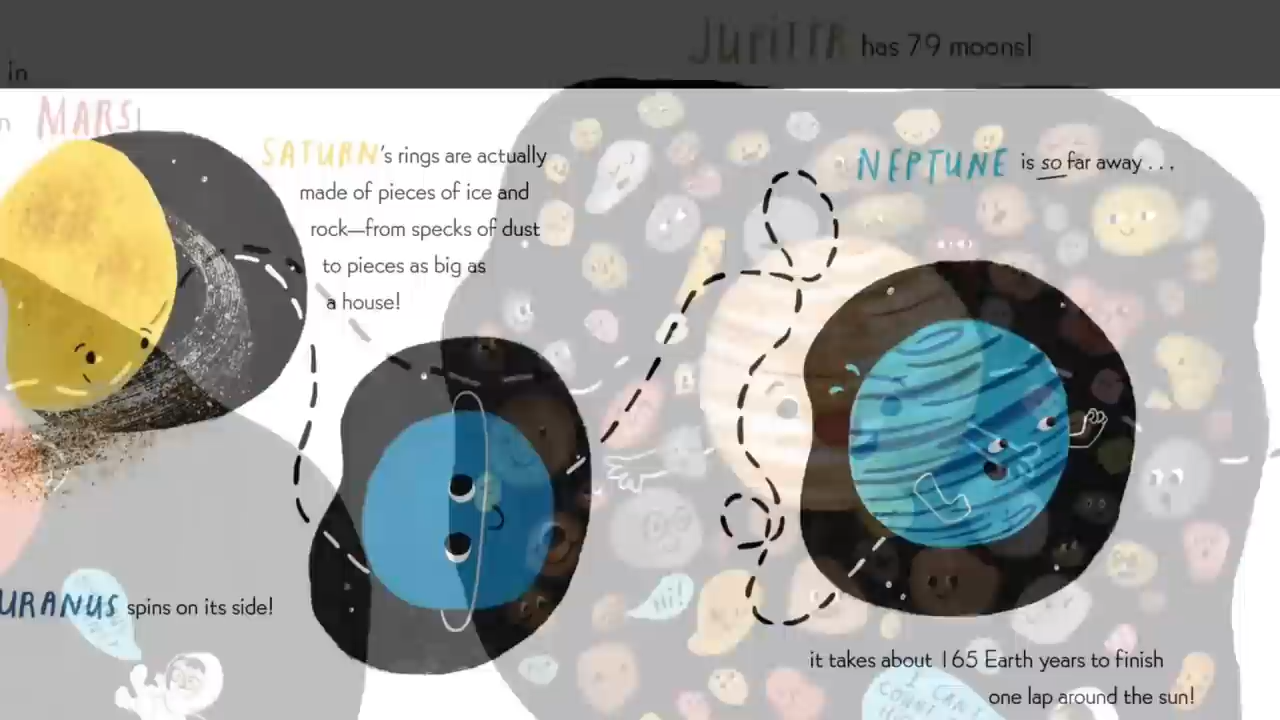 JUPITER has 79 moons!
in
MARS!
SATURN's rings are actually
made of pieces of ice and
rock—from specks of dust
to pieces as big as
a house!
NEPTUNE is so far away . . .
Hi!
URANUS spins on its side!
it takes about 165 Earth years to finish
one lap around the sun!
I CAN'T